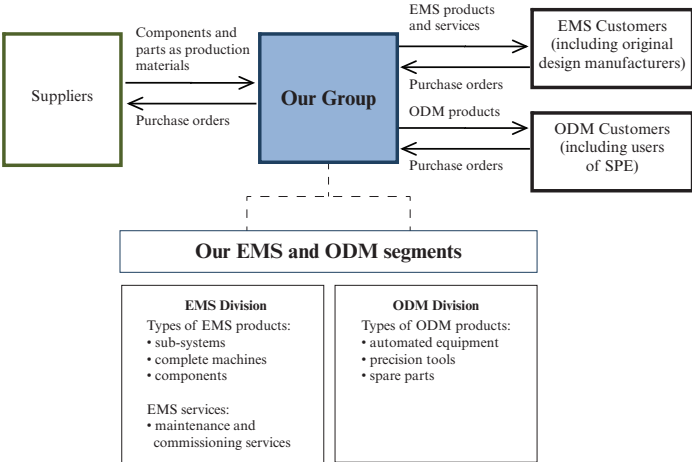 Components and
parts as production
materials
Suppliers
Purchase orders
Our Group
EMS products
and services
Purchase orders
EMS Customers
(including original
design manufacturers)
ODM products
Purchase orders
ODM Customers
(including users
of SPE)
Our EMS and ODM segments
EMS Division
Types of EMS products:
• sub-systems
• complete machines
• components
EMS services:
• maintenance and
commissioning services
ODM Division
Types of ODM products:
• automated equipment
• precision tools
• spare parts